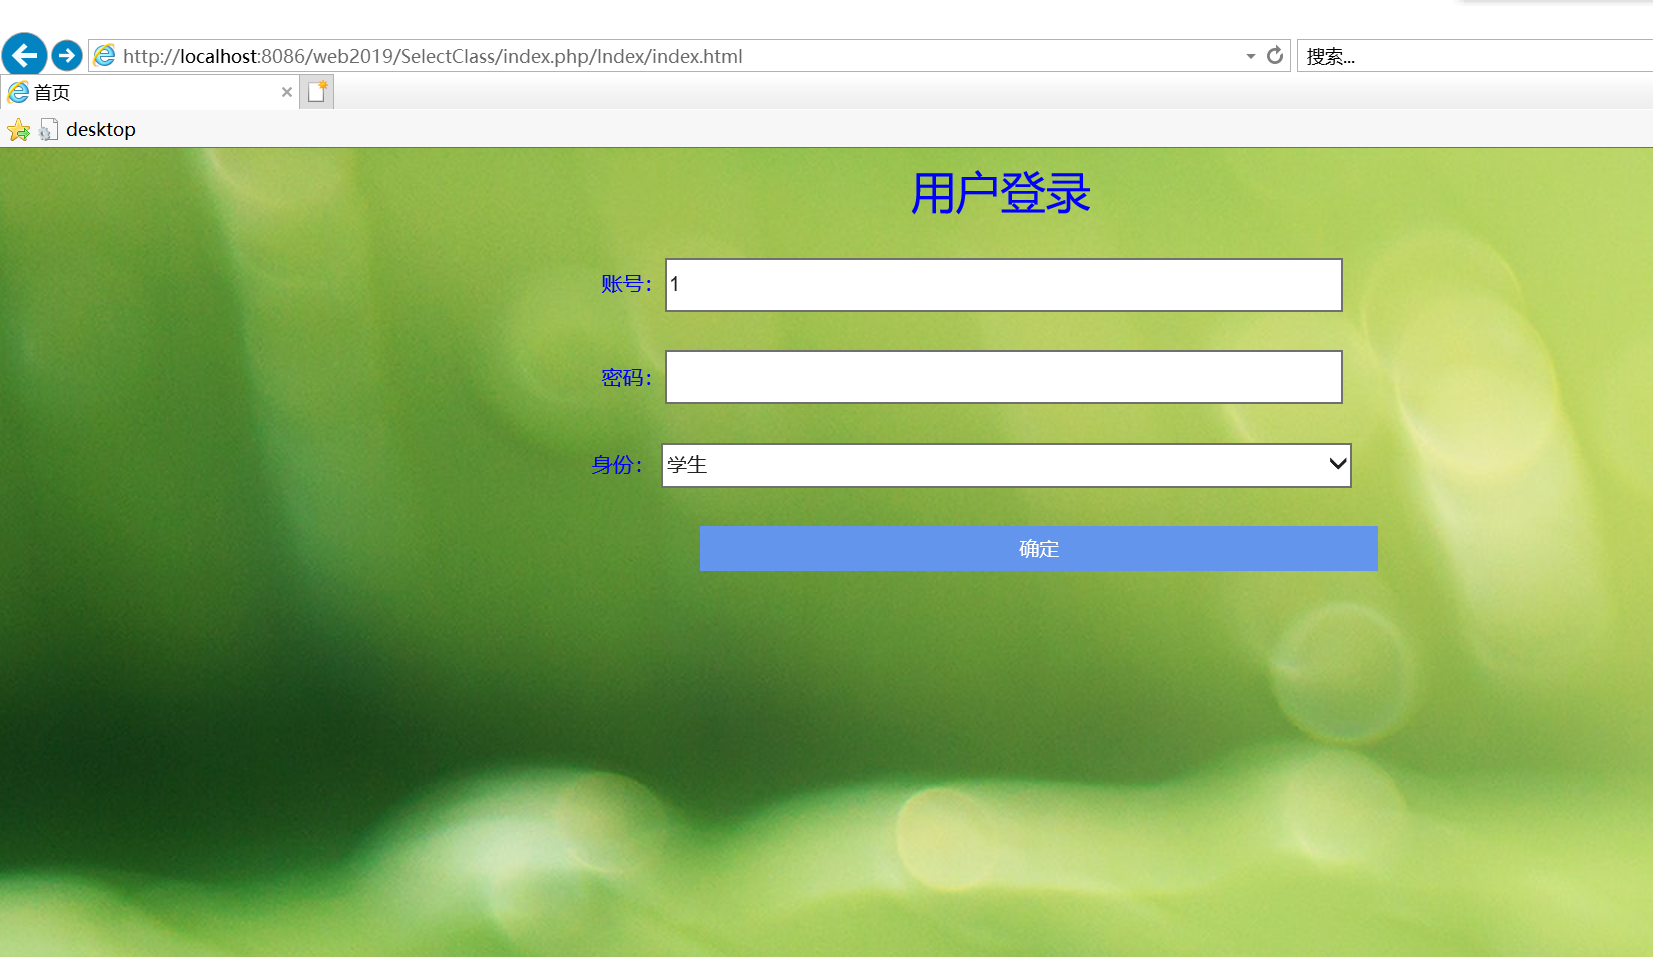 http://localhost:8086/web2019/SelectClass/index.php/Index/index.html
搜索...
首页
desktop
用户登录
账号：
1
密码：
身份：
学生
确定